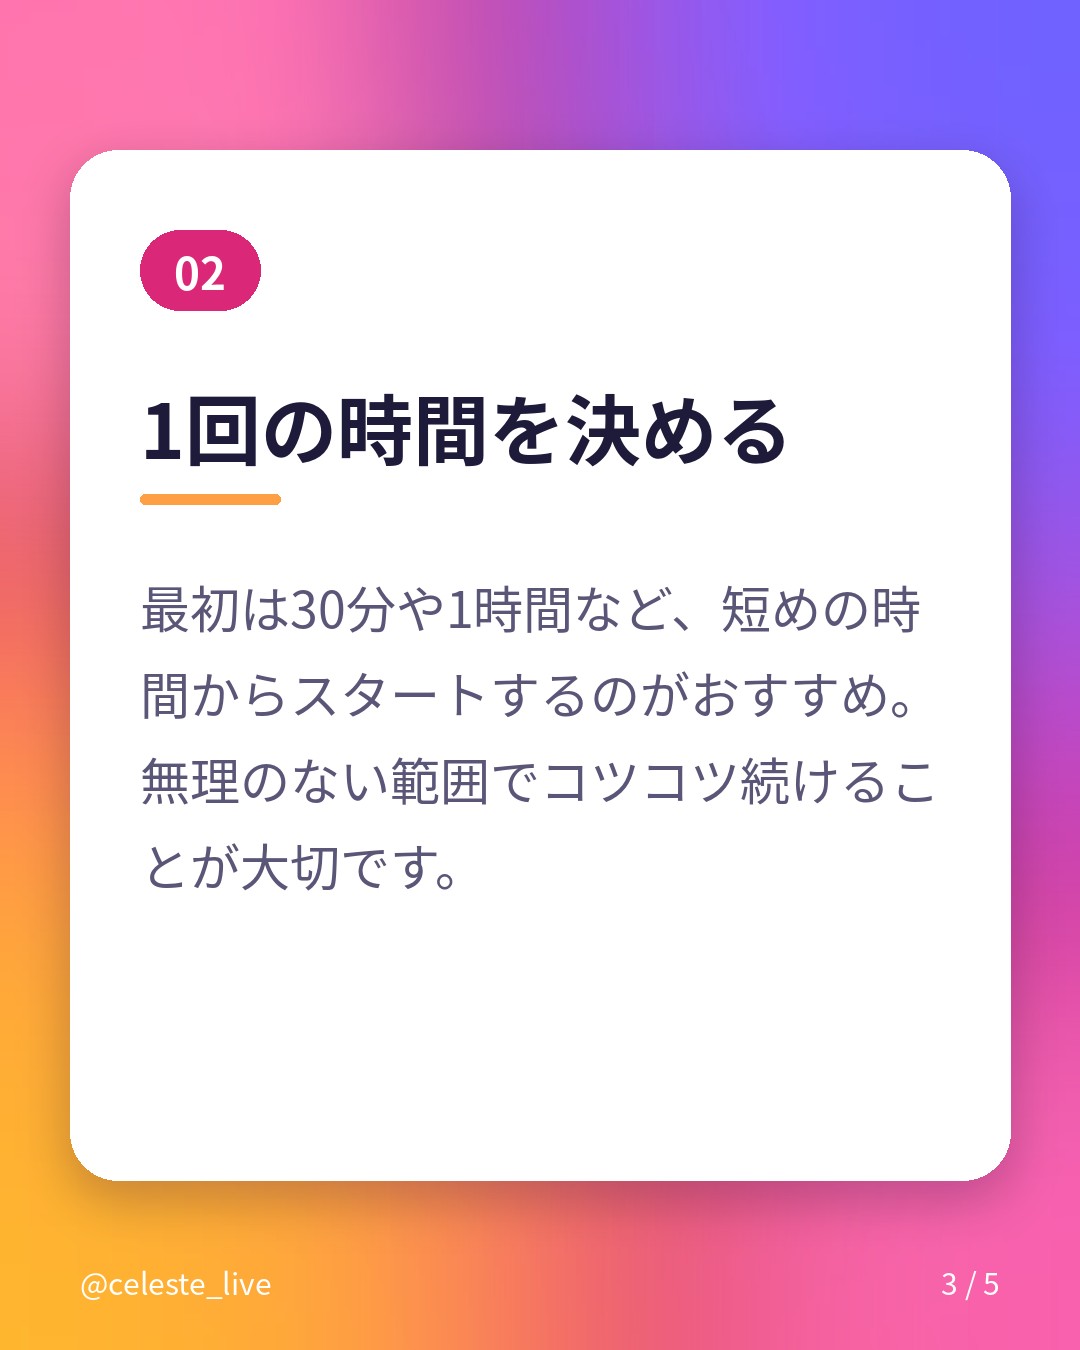 02
1回の時間を決める
最初は30分や1時間など、短めの時
間からスタートするのがおすすめ。
無理のない範囲でコツコツ続けるこ
とが大切です。
@celeste_live
3 / 5